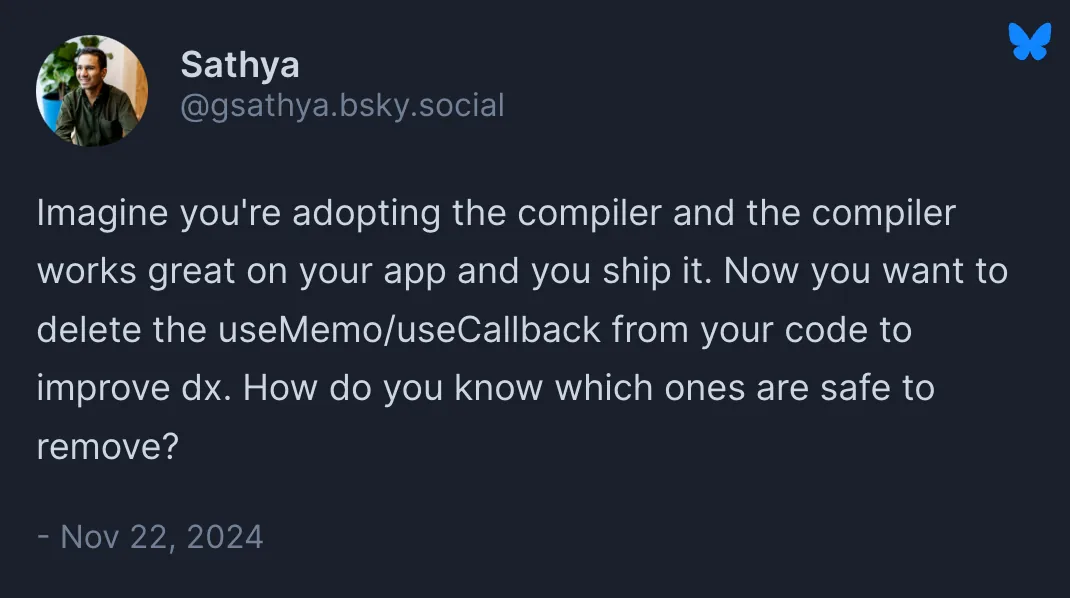 Sathya
@gsathya.bsky.social
Imagine you're adopting the compiler and the compiler
works great on your app and you ship it. Now you want to
delete the useMemo/useCallback from your code to
improve dx. How do you know which ones are safe to
remove?
- Nov 22, 2024